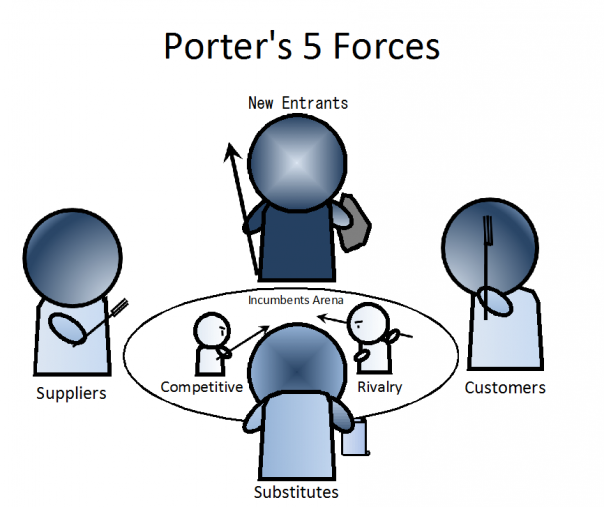 Porter's 5 Forces
New Entrants
Incumbents Arena
Competitive
Rivalry
Suppliers
Customers
Substitutes